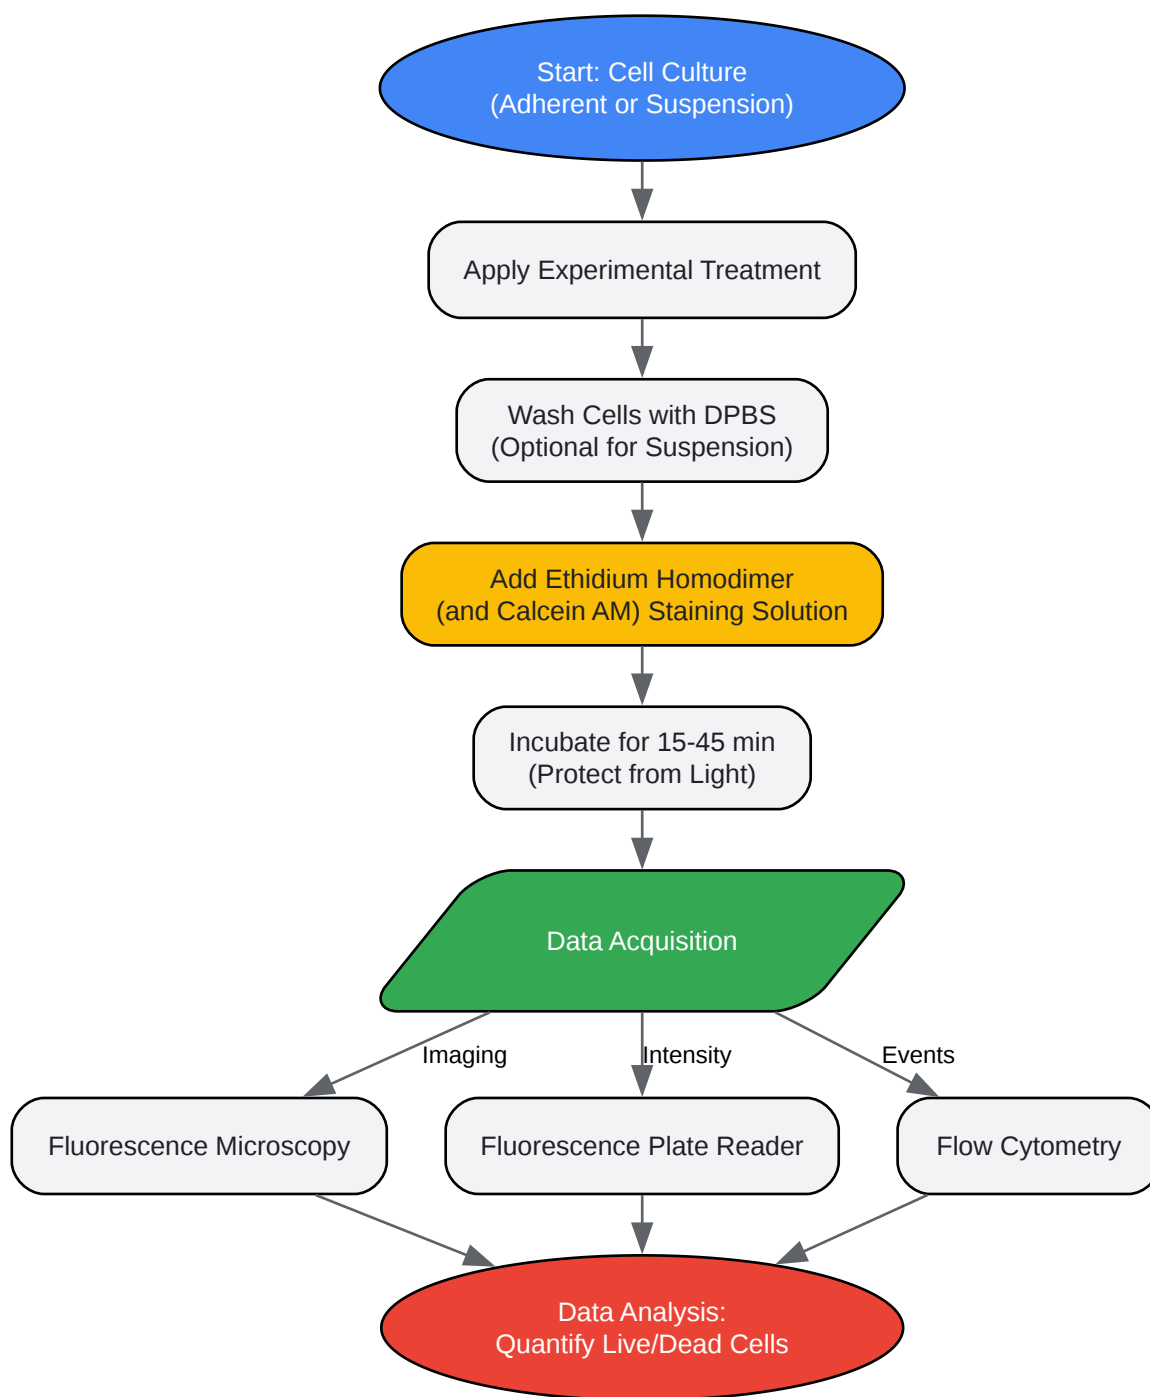 Start: Cell Culture
(Adherent or Suspension)
Apply Experimental Treatment
Wash Cells with DPBS
(Optional for Suspension)
Add Ethidium Homodimer
(and Calcein AM) Staining Solution
Incubate for 15-45 min
(Protect from Light)
Data Acquisition
Imaging
Intensity
Events
Fluorescence Microscopy
Fluorescence Plate Reader
Flow Cytometry
Data Analysis:
Quantify Live/Dead Cells